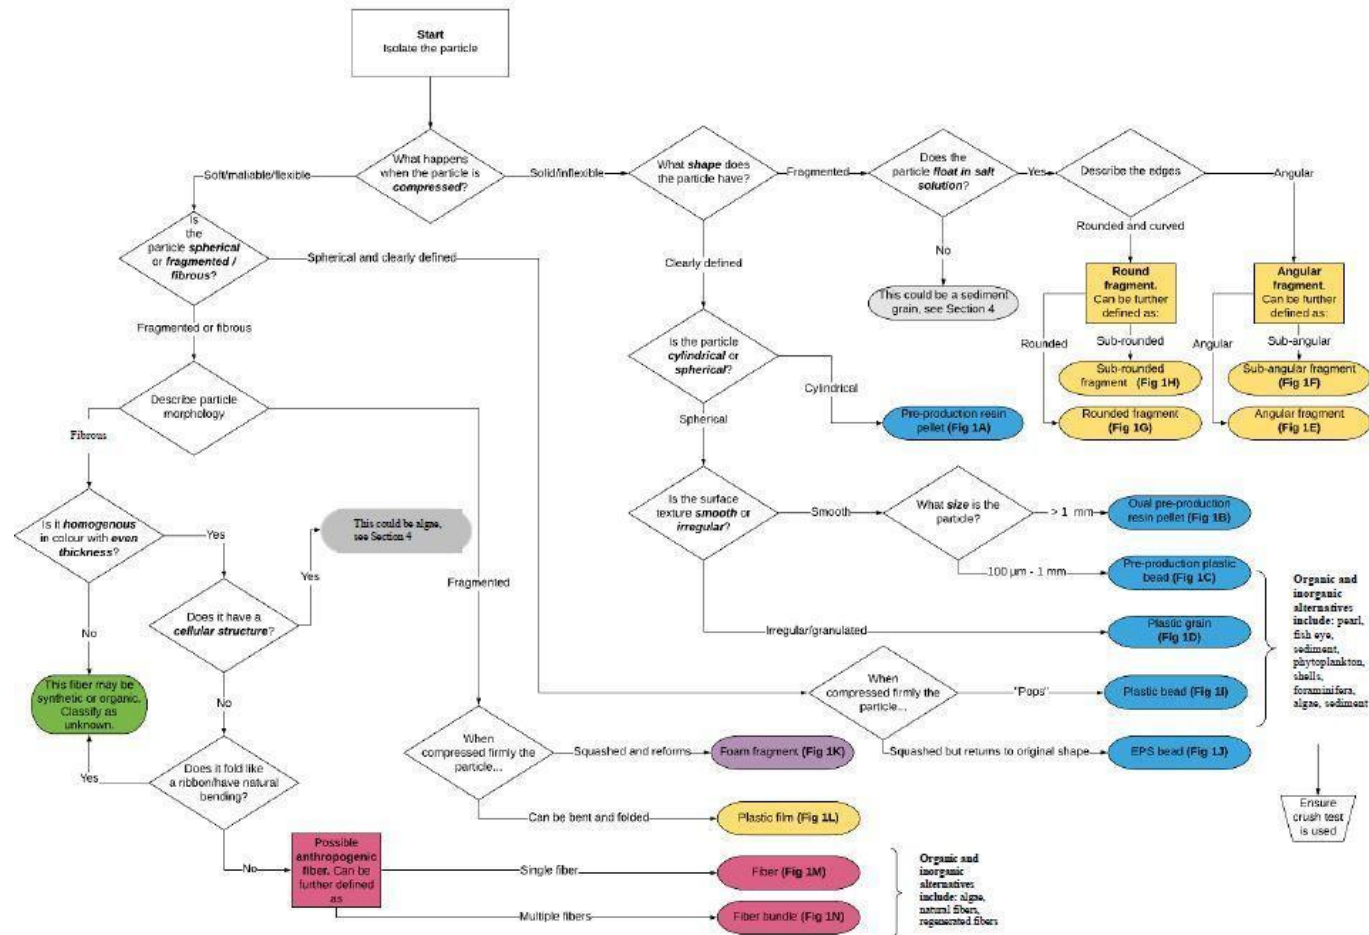 Start
Isolate the particle
What happens
when the particle is
compressed?
Soft/maliable/flexible
Solid/inflexible
What shape does
the particle have?
Fragmented
Does the
particle float in salt
solution?
Yes
Describe the edges
Angular
Rounded and curved
No
This could be a sediment
grain, see Section 4
Round
fragment.
Can be further
defined as:
Angular
fragment.
Can be further
defined as:
Rounded
Sub-rounded
Angular
Sub-angular
Sub-rounded
fragment (Fig 1H)
Sub-angular fragment (Fig 1F)
Rounded fragment
(Fig 1G)
Angular fragment
(Fig 1E)
Is
the
particle spherical
or fragmented /
fibrous?
Spherical and clearly defined
Clearly defined
Fragmented or fibrous
Is the particle
cylindrical or
spherical?
Cylindrical
Pre-production resin
pellet (Fig 1A)
Spherical
Describe particle
morphology
Fibrous
Is the surface
texture smooth or
irregular?
Smooth
What size is the
particle?
> 1 mm
Oval pre-production
resin pellet (Fig 1B)
100 µm - 1 mm
Pre-production plastic
bead (Fig 1C)
Irregular/granulated
Plastic grain
(Fig 1D)
Is it homogenous
in colour with even
thickness?
Yes
This could be algae,
see Section 4
Yes
Fragmented
Does it have a
cellular structure?
No
This fiber may be
synthetic or organic.
Classify as
unknown.
No
When
compressed firmly the
particle...
"Pops"
Plastic bead (Fig 1I)
Squashed but returns to original shape
EPS bead (Fig 1J)
Organic and
inorganic
alternatives
include: pearl,
fish eye,
sediment,
phytoplankton,
shells,
foraminifera,
algae, sediment
Ensure
crush test
is used
Does it fold like
a ribbon/have natural
bending?
Yes
When
compressed firmly the
particle...
Squashed and reforms
Foam fragment (Fig 1K)
Can be bent and folded
Plastic film (Fig 1L)
No
Possible
anthropogenic
fiber. Can be
further defined
as
Single fiber
Fiber (Fig 1M)
Multiple fibers
Fiber bundle (Fig 1N)
Organic and
inorganic
alternatives
include: algae,
natural fibers,
regenerated fibers